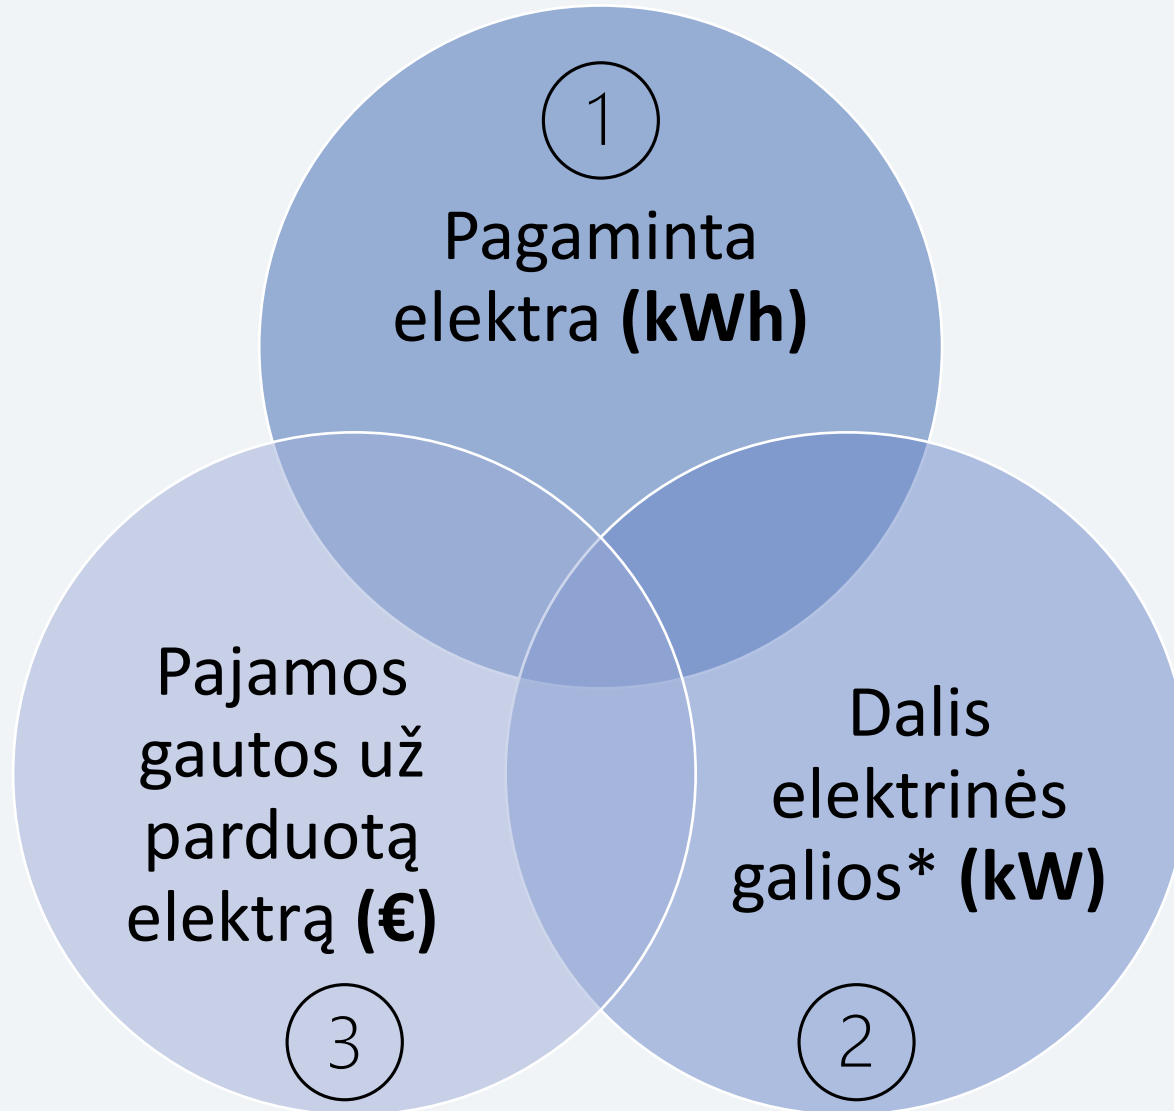 1
Pagaminta
elektra (kWh)
Pajamos
gautos už
parduotą
elektrą (€)
3
Dalis
elektrinės
galios* (kW)
2